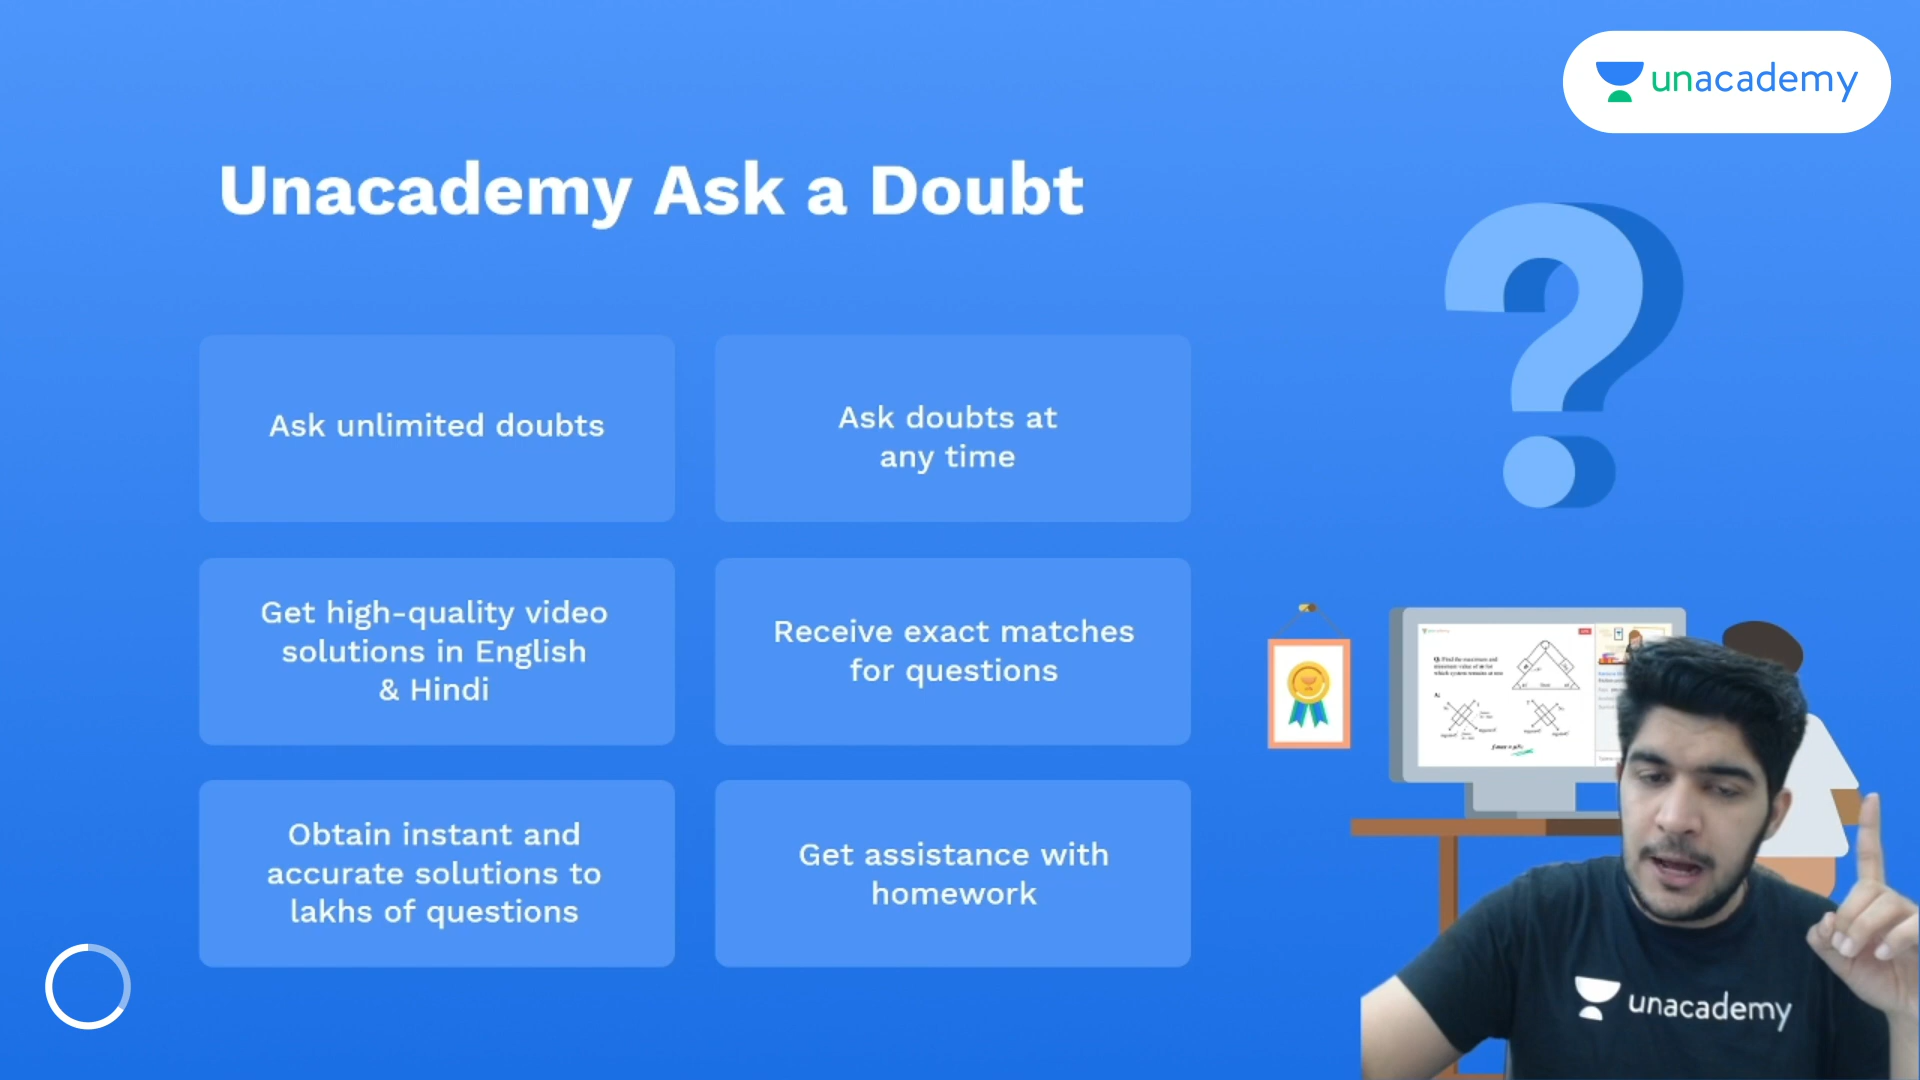 unacademy
Unacademy Ask a Doubt
Ask unlimited doubts
Ask doubts at
any time
Get high-quality video
solutions in English
& Hindi
Receive exact matches
for questions
Obtain instant and
accurate solutions to
lakhs of questions
Get assistance with
homework
unacademy